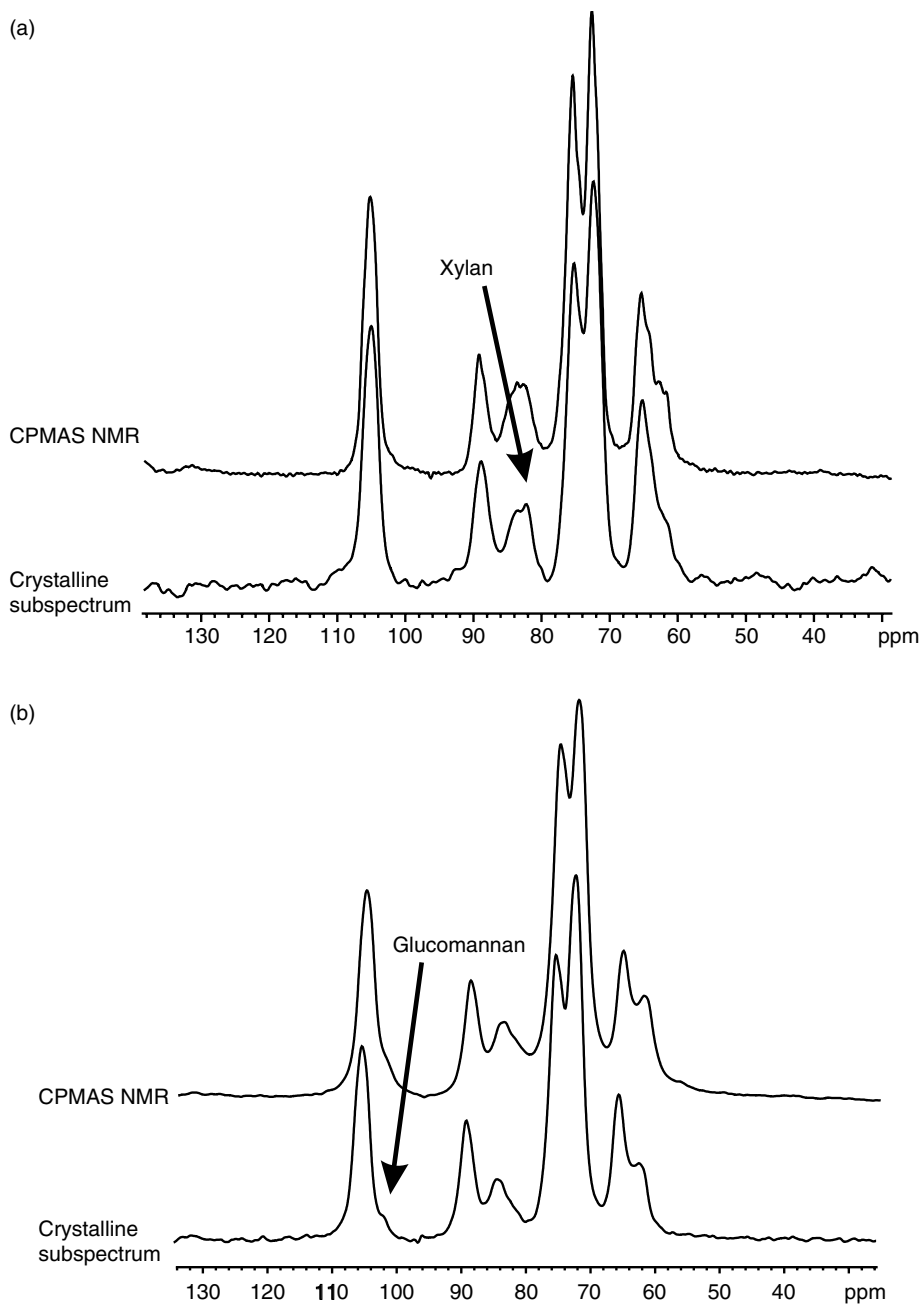 (a)
Xylan
CPMAS NMR
Crystalline
subspectrum
130 120 110 100 90 80 70 60 50 40 ppm
(b)
Glucomannan
CPMAS NMR
Crystalline
subspectrum
130 120 110 100 90 80 70 60 50 40 ppm